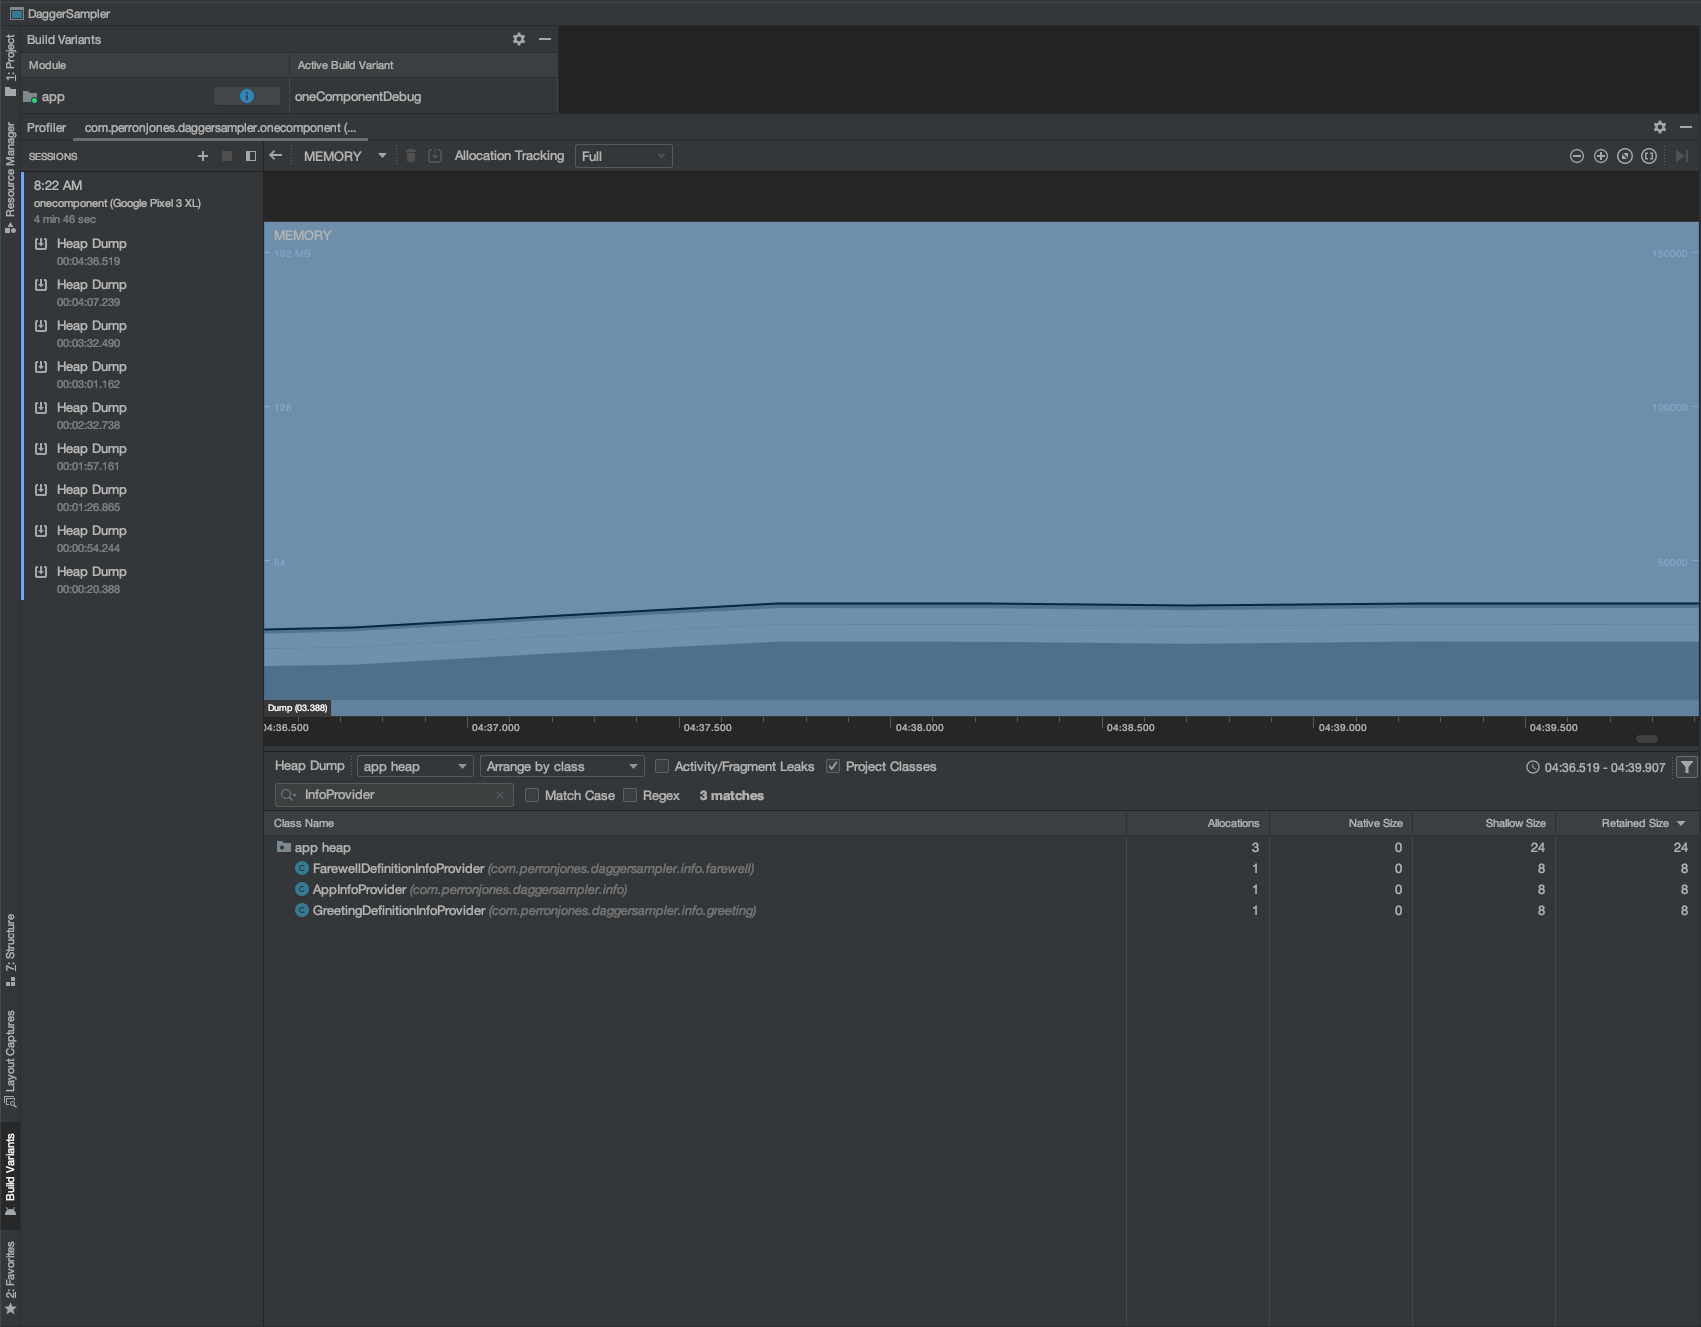 DaggerSampler
Build Variants
Module
Active Build Variant
app
oneComponentDebug
Profiler
com.perronjones.daggersampler.onecomponent (...
SESSIONS
MEMORY
Allocation Tracking
Full
8:22 AM
onecomponent (Google Pixel 3 XL)
4 min 46 sec
Heap Dump
00:04:36.519
Heap Dump
00:04:07.239
Heap Dump
00:03:32.490
Heap Dump
00:03:01.162
Heap Dump
00:02:32.738
Heap Dump
00:01:57.161
Heap Dump
00:01:26.865
Heap Dump
00:00:54.244
Heap Dump
00:00:20.388
MEMORY
192 MB
150000
128
100000
64
50000
Dump (03.388)
04:36.500
04:37.000
04:37.500
04:38.000
04:38.500
04:39.000
04:39.500
Heap Dump
app heap
Arrange by class
Activity/Fragment Leaks
Project Classes
04:36.519 - 04:39.907
InfoProvider
Match Case
Regex
3 matches
Class Name
Allocations
Native Size
Shallow Size
Retained Size
app heap
3
0
24
24
FarewellDefinitionInfoProvider (com.perronjones.daggersampler.info.farewell)
1
0
8
8
AppInfoProvider (com.perronjones.daggersampler.info)
1
0
8
8
GreetingDefinitionInfoProvider (com.perronjones.daggersampler.info.greeting)
1
0
8
8
1: Project
Resource Manager
7: Structure
Layout Captures
Build Variants
2: Favorites